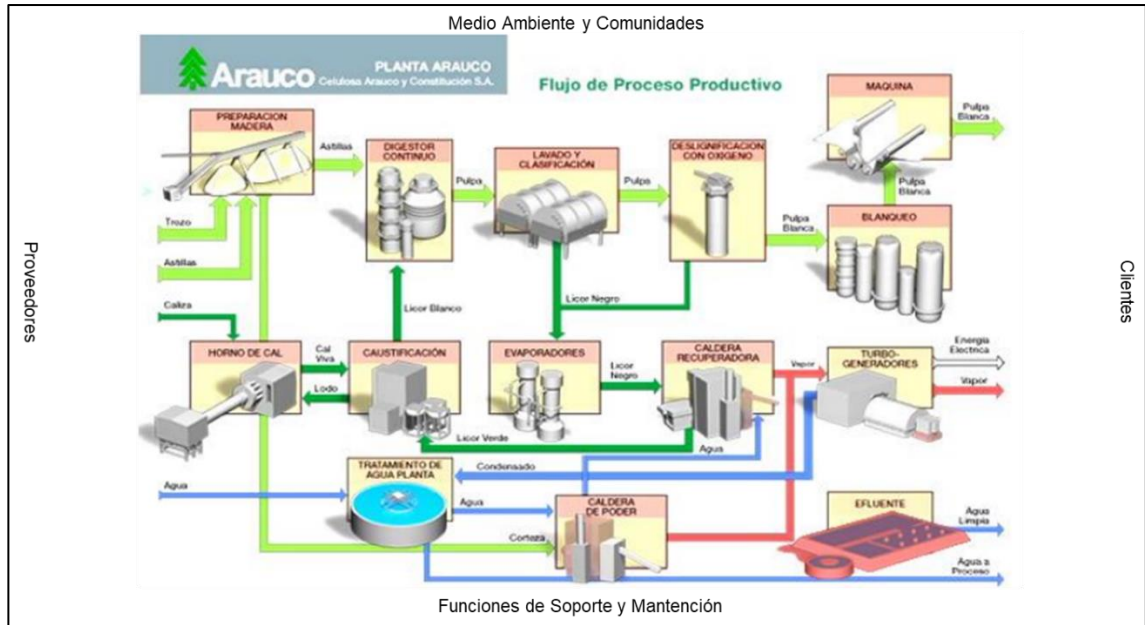 Medio Ambiente y Comunidades
Arauco
PLANTA ARAUCO
Celulosa Arauco y Constitución S.A.
Flujo de Proceso Productivo
PREPARACION
MADERA
Astillas
DIGESTOR
CONTINUO
Pulpa
LAVADO Y
CLASIFICACIÓN
Pulpa
DESLIGNIFICACION
CON OXIGENO
MAQUINA
Pulpa
Blanca
Pulpa
Blanca
Pulpa
Blanca
BLANQUEO
Trozo
Astillas
Proveedores
Clientes
Caliza
Licor Blanco
Licor Negro
HORNO DE CAL
Cal
Viva
Lodo
CAUSTIFICACIÓN
EVAPORADORES
Licor
Negro
CALDERA
RECUPERADORA
Vapor
TURBO-
GENERADORES
Energia
Electrica
Vapor
Licor Verde
Agua
TRATAMIENTO DE
AGUA PLANTA
Condensado
Agua
Agua
CALDERA
DE PODER
Corteza
EFLUENTE
Agua
Limpia
Agua a
Proceso
Funciones de Soporte y Mantención